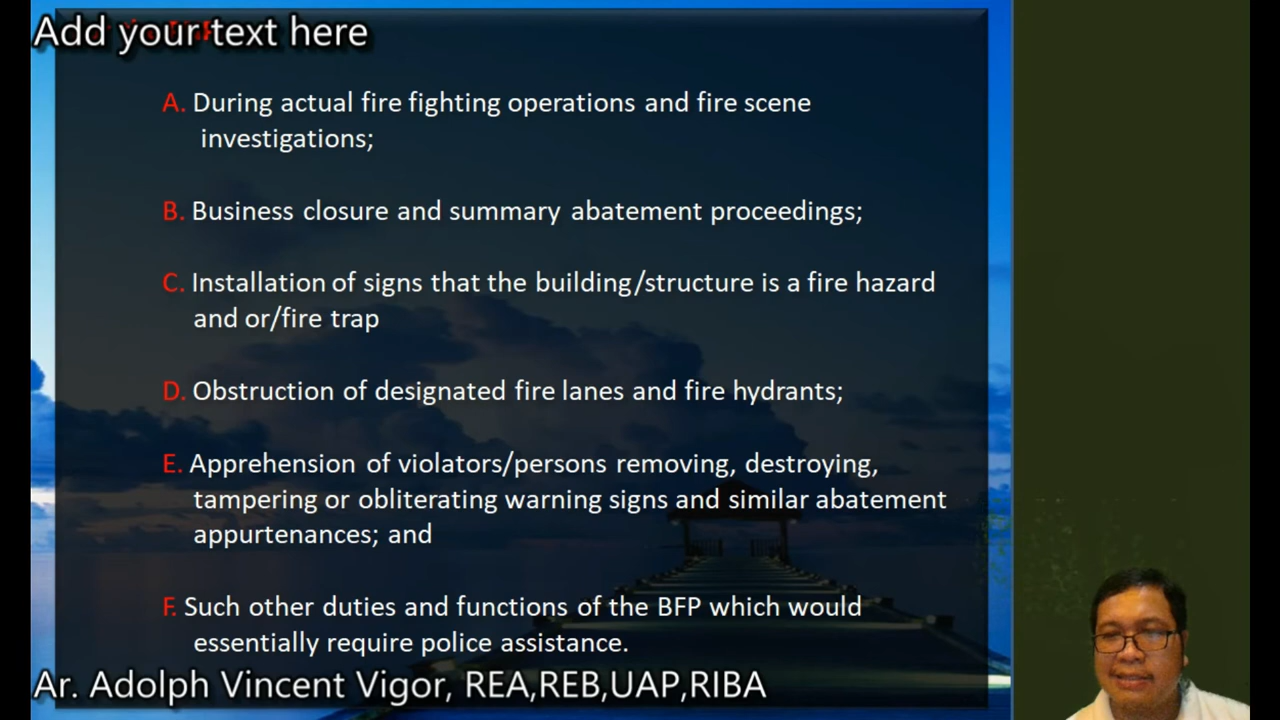 Add your text here
A. During actual fire fighting operations and fire scene
investigations;
B. Business closure and summary abatement proceedings;
C. Installation of signs that the building/structure is a fire hazard
and or/fire trap
D. Obstruction of designated fire lanes and fire hydrants;
E. Apprehension of violators/persons removing, destroying,
tampering or obliterating warning signs and similar abatement
appurtenances; and
F. Such other duties and functions of the BFP which would
essentially require police assistance.
Ar. Adolph Vincent Vigor, REA,REB,UAP,RIBA